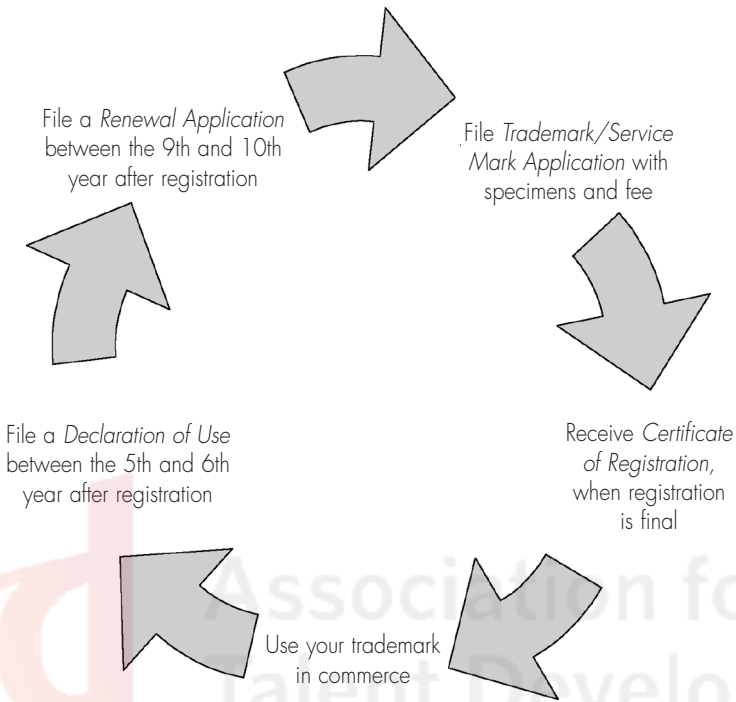 File a Renewal Application
between the 9th and 10th
year after registration
File Trademark/Service
Mark Application with
specimens and fee
Receive Certificate
of Registration,
when registration
is final
Use your trademark
in commerce
File a Declaration of Use
between the 5th and 6th
year after registration
Association fo
Talent Develo